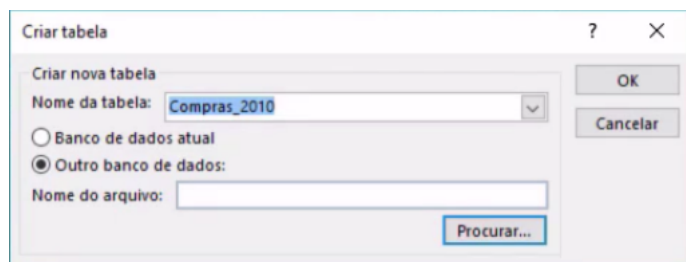 Criar tabela
?
Criar nova tabela
OK
Nome da tabela: Compras_2010
Cancelar
Banco de dados atual
Outro banco de dados:
Nome do arquivo:
Procurar...